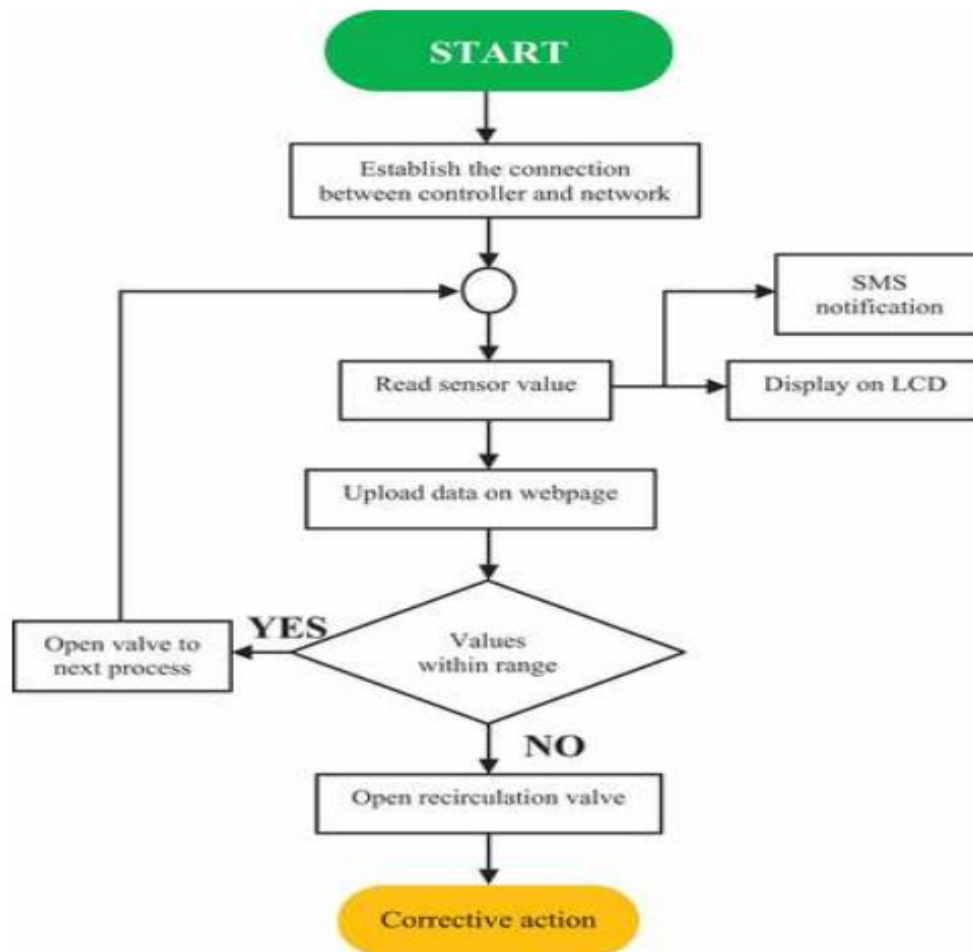 START
Establish the connection
between controller and network
SMS
notification
Read sensor value
Display on LCD
Upload data on webpage
YES
Open valve to
next process
Values
within range
NO
Open recirculation valve
Corrective action